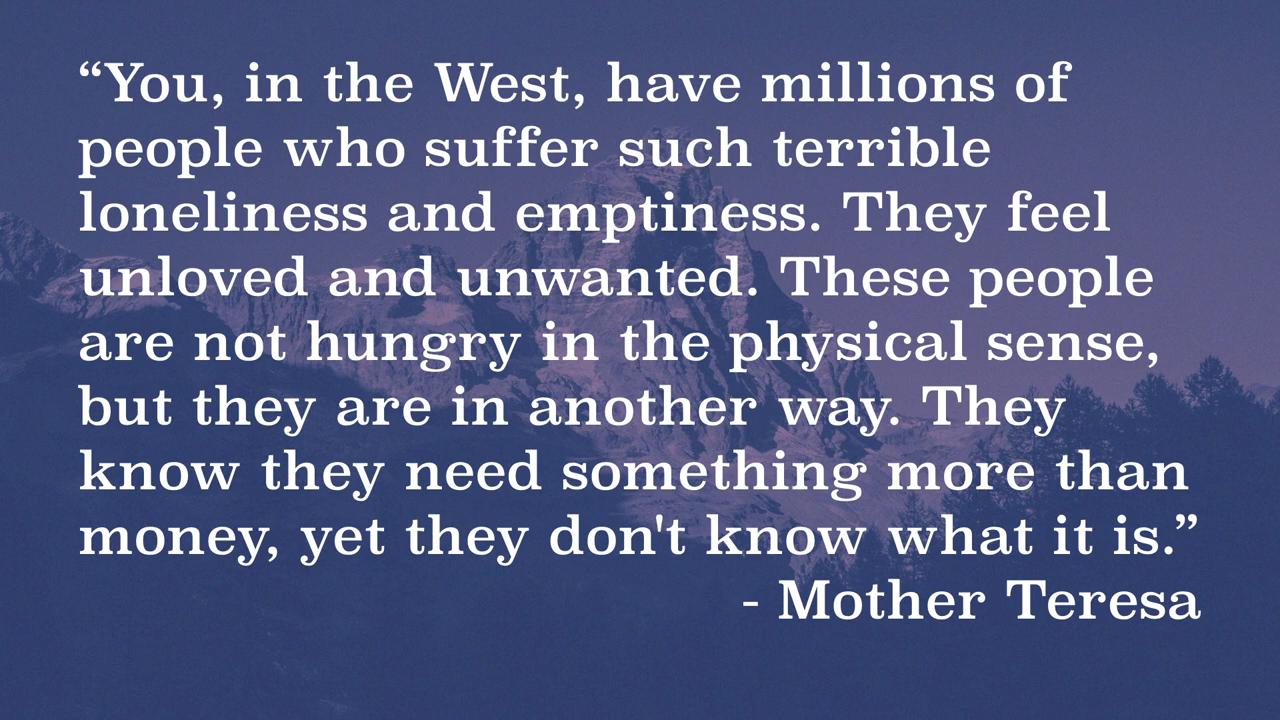 “You, in the West, have millions of
people who suffer such terrible
loneliness and emptiness. They feel
unloved and unwanted. These people
are not hungry in the physical sense,
but they are in another way. They
know they need something more than
money, yet they don't know what it is.”
- Mother Teresa